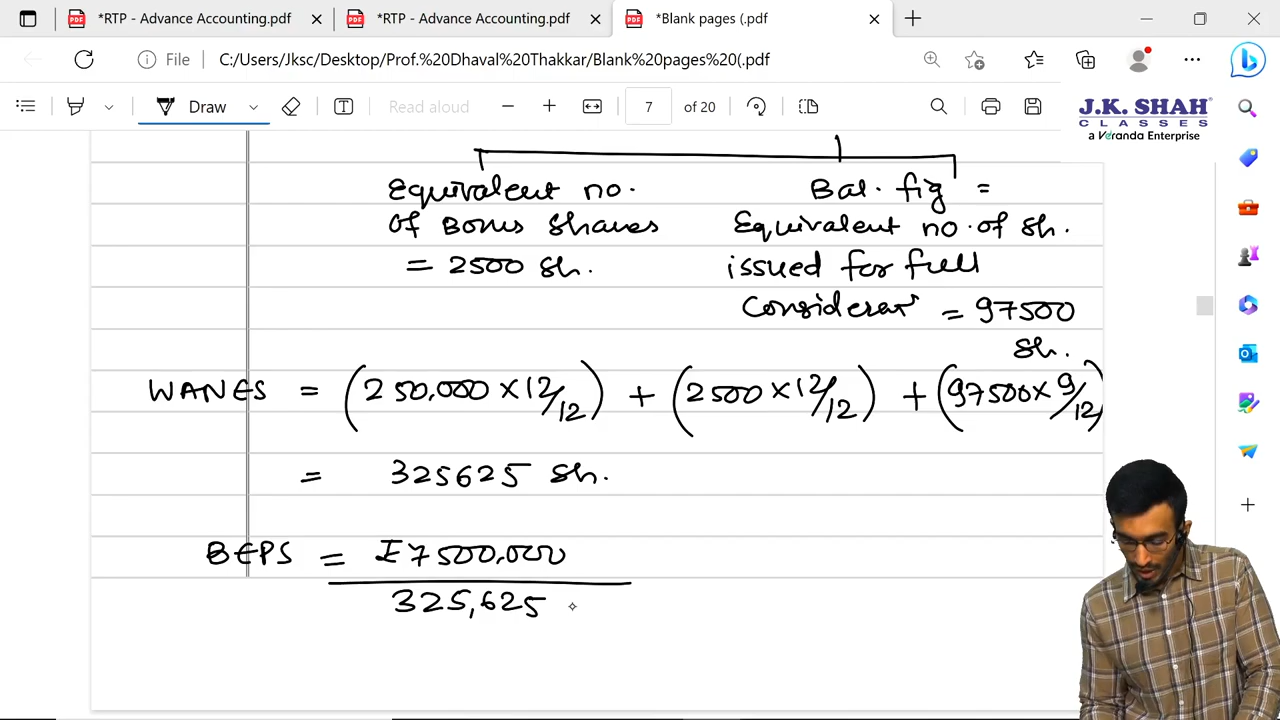 *RTP - Advance Accounting.pdf
*RTP - Advance Accounting.pdf
*Blank pages (.pdf
File
C:/Users/Jksc/Desktop/Prof.%20Dhaval%20Thakkar/Blank%20pages%20(.pdf
Draw
Read aloud
7 of 20
J.K. SHAH®
CLASSES
a Veranda Enterprise
Equivalent no.
of Bonus Shares
= 2500 sh.
Bal. fig =
Equivalent no. of sh.
issued for full
Considerat' = 97500
sh.
WANES = (250,000 × 12/12) + (2500 × 12/12) + (97500 × 9/12)
= 325625 sh.
BEPS = ₹7500,000
325,625